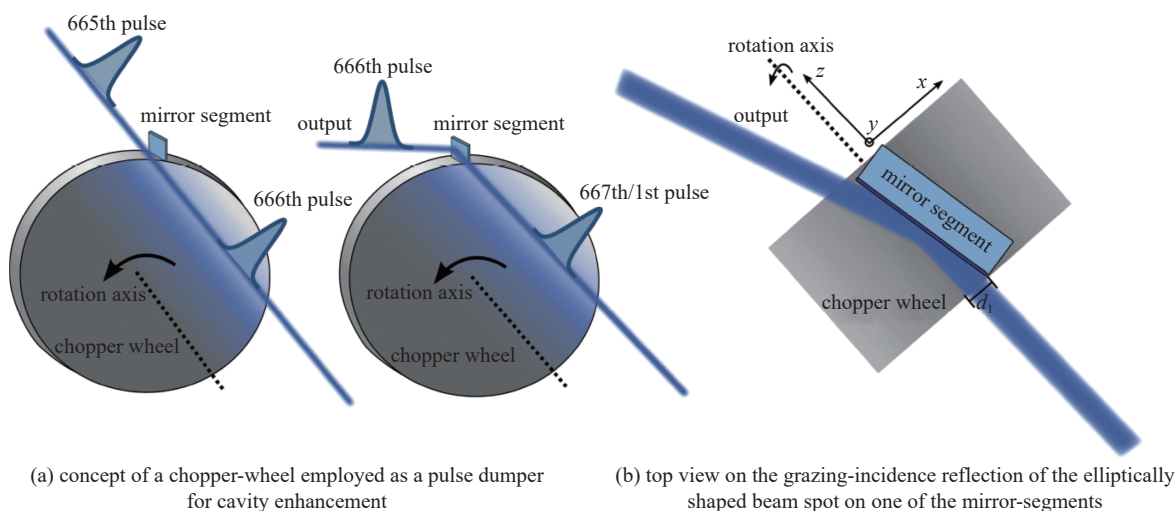 665th pulse
mirror segment
666th pulse
rotation axis
chopper wheel
666th pulse
output
mirror segment
667th/1st pulse
rotation axis
chopper wheel
rotation axis
z
x
output
y
mirror segment
chopper wheel
d1
(a) concept of a chopper-wheel employed as a pulse dumper
for cavity enhancement
(b) top view on the grazing-incidence reflection of the elliptically
shaped beam spot on one of the mirror-segments